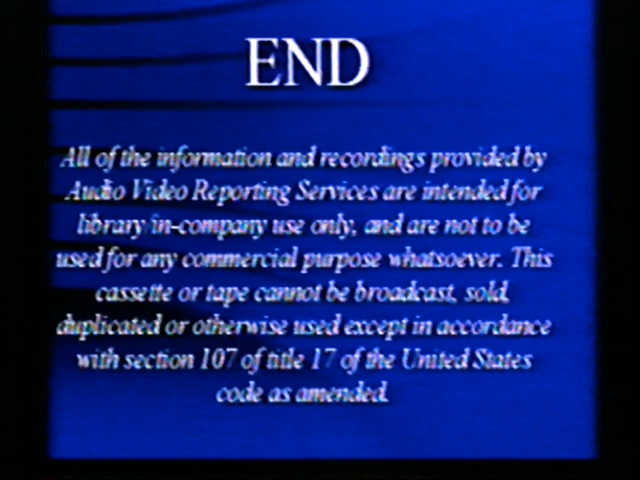 END
All of the information and recordings provided by
Audio Video Reporting Services are intended for
library/in-company use only, and are not to be
used for any commercial purpose whatsoever. This
cassette or tape cannot be broadcast, sold,
duplicated or otherwise used except in accordance
with section 107 of title 17 of the United States
code as amended.